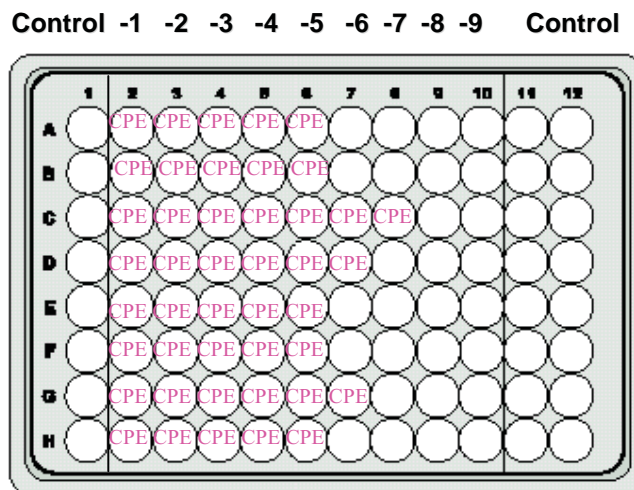 Control -1 -2 -3 -4 -5 -6 -7 -8 -9 Control
1 2 3 4 5 6 7 8 9 10 11 12
A CPE CPE CPE CPE CPE
B CPE CPE CPE CPE CPE
C CPE CPE CPE CPE CPE CPE CPE
D CPE CPE CPE CPE CPE CPE
E CPE CPE CPE CPE CPE
F CPE CPE CPE CPE CPE
G CPE CPE CPE CPE CPE CPE
H CPE CPE CPE CPE CPE